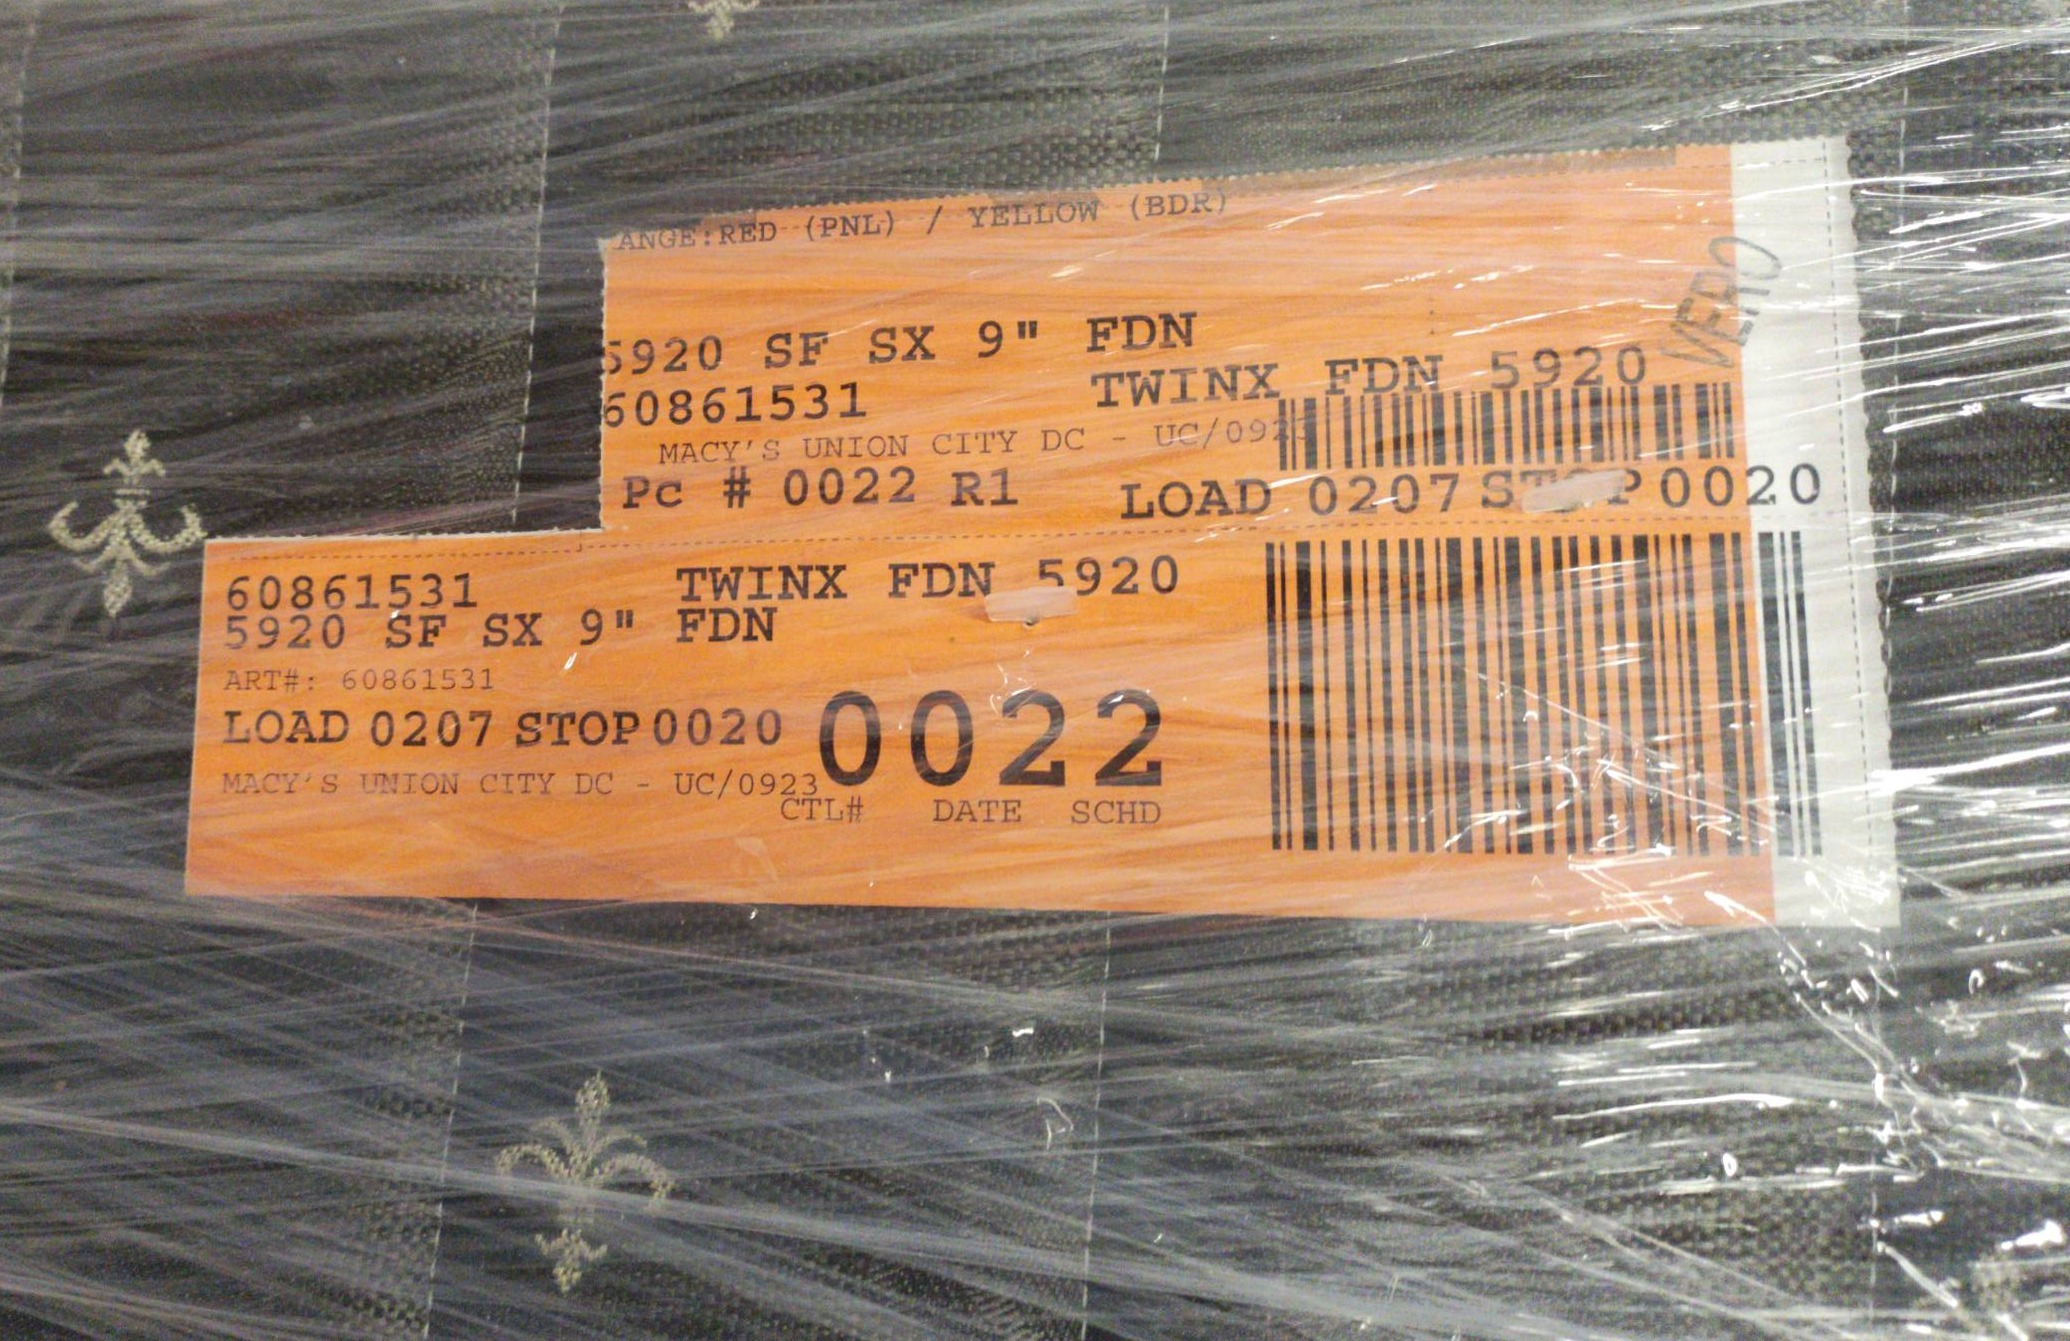 ANGE:RED (PNL) / YELLOW (BDR)
VERO
5920 SF SX 9" FDN
60861531 TWINX FDN 5920
MACY'S UNION CITY DC - UC/0923
Pc # 0022 R1 LOAD 0207 STOP 0020
60861531 TWINX FDN 5920
5920 SF SX 9" FDN
ART#: 60861531
LOAD 0207 STOP 0020 0022
MACY'S UNION CITY DC - UC/0923
CTL# DATE SCHD